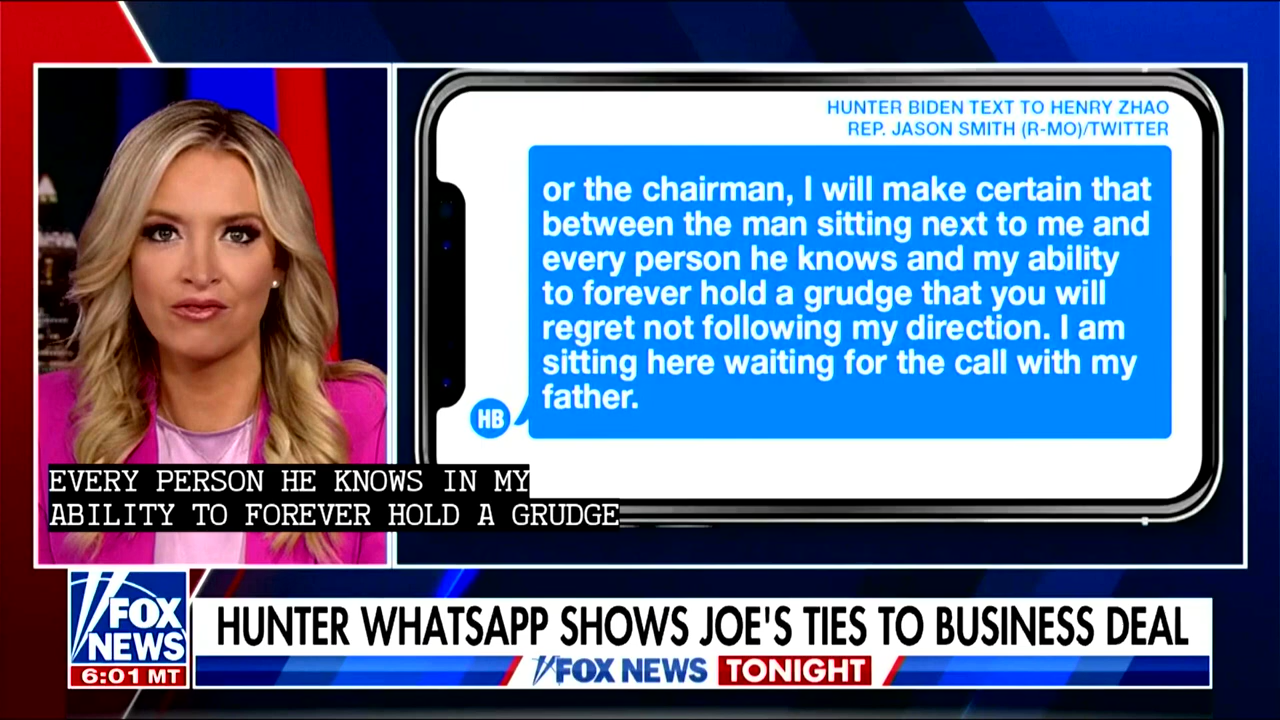 HUNTER BIDEN TEXT TO HENRY ZHAO
REP. JASON SMITH (R-MO)/TWITTER
or the chairman, I will make certain that
between the man sitting next to me and
every person he knows and my ability
to forever hold a grudge that you will
regret not following my direction. I am
sitting here waiting for the call with my
father.
HB
EVERY PERSON HE KNOWS IN MY
ABILITY TO FOREVER HOLD A GRUDGE
FOX
NEWS
6:01 MT
HUNTER WHATSAPP SHOWS JOE'S TIES TO BUSINESS DEAL
FOX NEWS TONIGHT